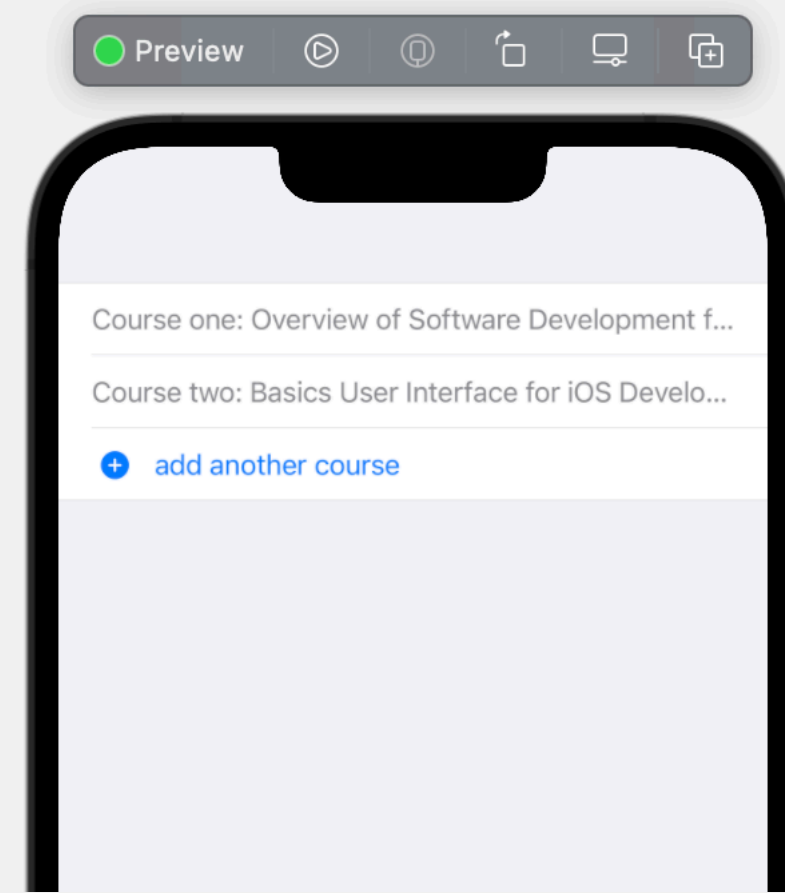 Preview
Course one: Overview of Software Development f...
Course two: Basics User Interface for iOS Develo...
add another course